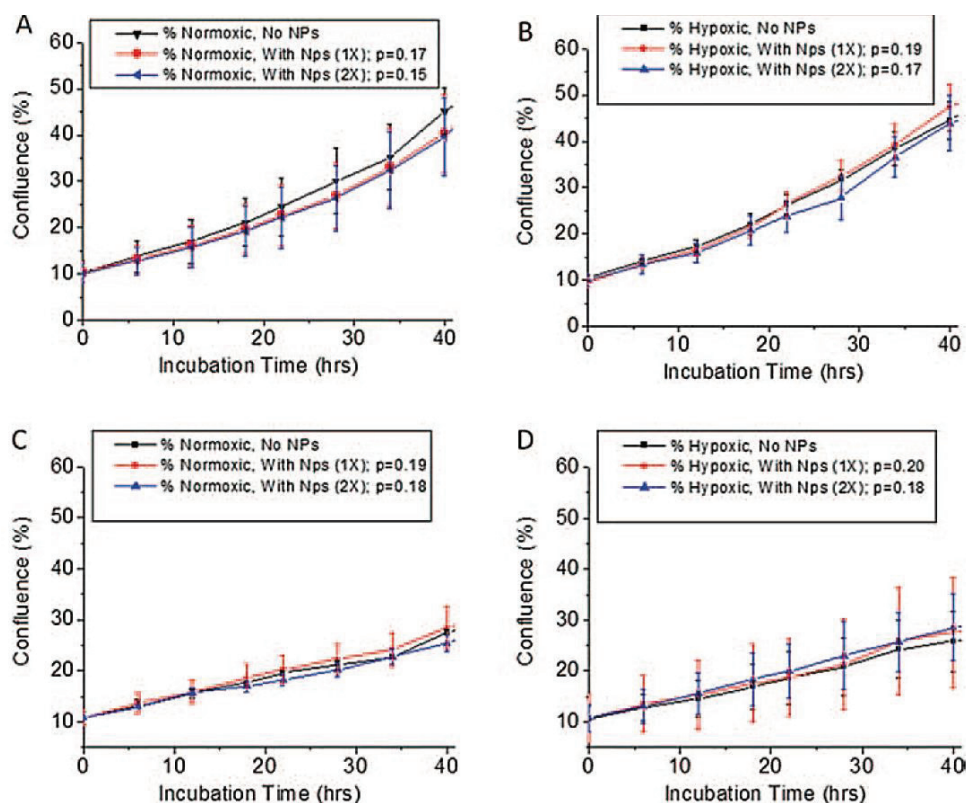 A
% Normoxic, No NPs
% Normoxic, With Nps (1X); p=0.17
% Normoxic, With Nps (2X); p=0.15
60
50
40
30
20
10
0
Confluence (%)
0 10 20 30 40
Incubation Time (hrs)
B
% Hypoxic, No NPs
% Hypoxic, With Nps (1X); p=0.19
% Hypoxic, With Nps (2X); p=0.17
60
50
40
30
20
10
0
Confluence (%)
0 10 20 30 40
Incubation Time (hrs)
C
% Normoxic, No NPs
% Normoxic, With Nps (1X); p=0.19
% Normoxic, With Nps (2X); p=0.18
60
50
40
30
20
10
Confluence (%)
0 10 20 30 40
Incubation Time (hrs)
D
% Hypoxic, No NPs
% Hypoxic, With Nps (1X); p=0.20
% Hypoxic, With Nps (2X); p=0.18
60
50
40
30
20
10
Confluence (%)
0 10 20 30 40
Incubation Time (hrs)